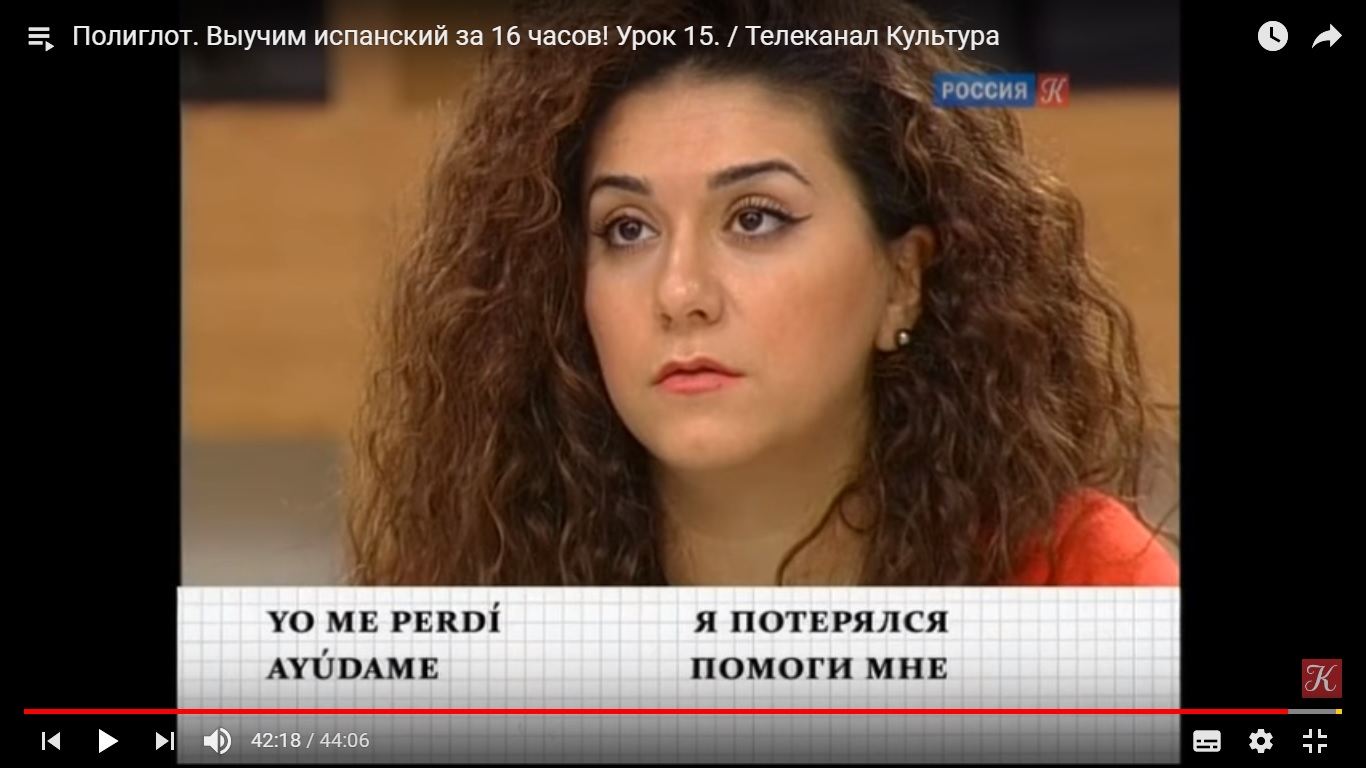 Полиглот. Выучим испанский за 16 часов! Урок 15. / Телеканал Культура
РОССИЯ К
YO ME PERDÍ Я ПОТЕРЯЛСЯ
AYÚDAME ПОМОГИ МНЕ
К
42:18 / 44:06